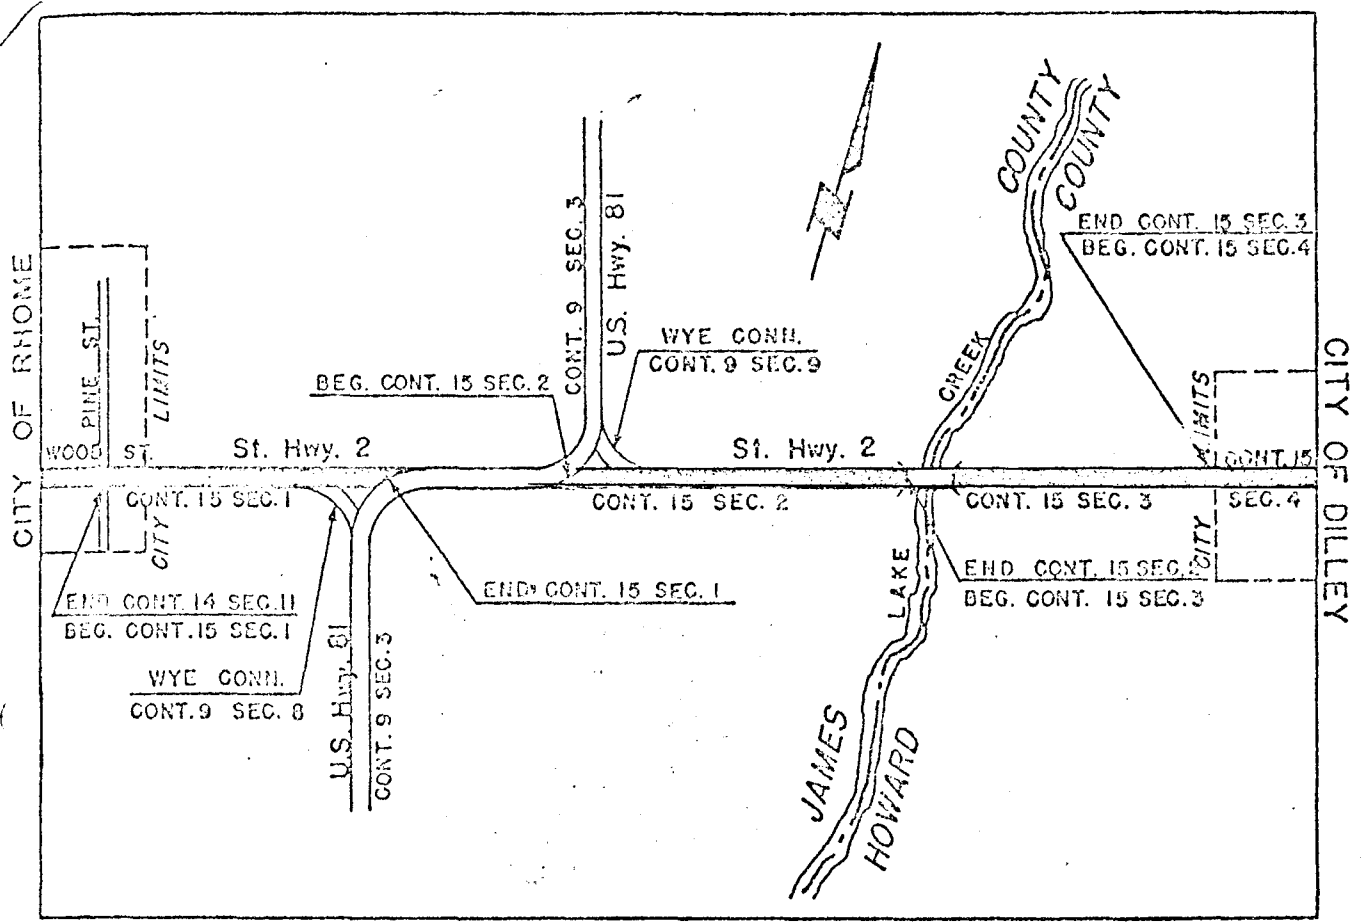 CITY OF RHOME
PINE ST.
CITY LIMITS
WOOD ST.
St. Hwy. 2
CONT. 15 SEC. 1
END CONT. 14 SEC. 11
BEG. CONT. 15 SEC. 1
WYE CONN.
CONT. 9 SEC. 8
U.S. Hwy. 81
CONT. 9 SEC. 3
END CONT. 15 SEC. 1
BEG. CONT. 15 SEC. 2
CONT. 9 SEC. 3
U.S. Hwy. 81
WYE CONN.
CONT. 9 SEC. 9
St. Hwy. 2
CONT. 15 SEC. 2
COUNTY
COUNTY
CREEK
LAKE
JAMES
HOWARD
END CONT. 15 SEC. 3
BEG. CONT. 15 SEC. 4
CONT. 15 SEC. 3
END CONT. 15 SEC. 2
BEG. CONT. 15 SEC. 3
CITY LIMITS
CONT. 15
SEC. 4
CITY OF DILLEY